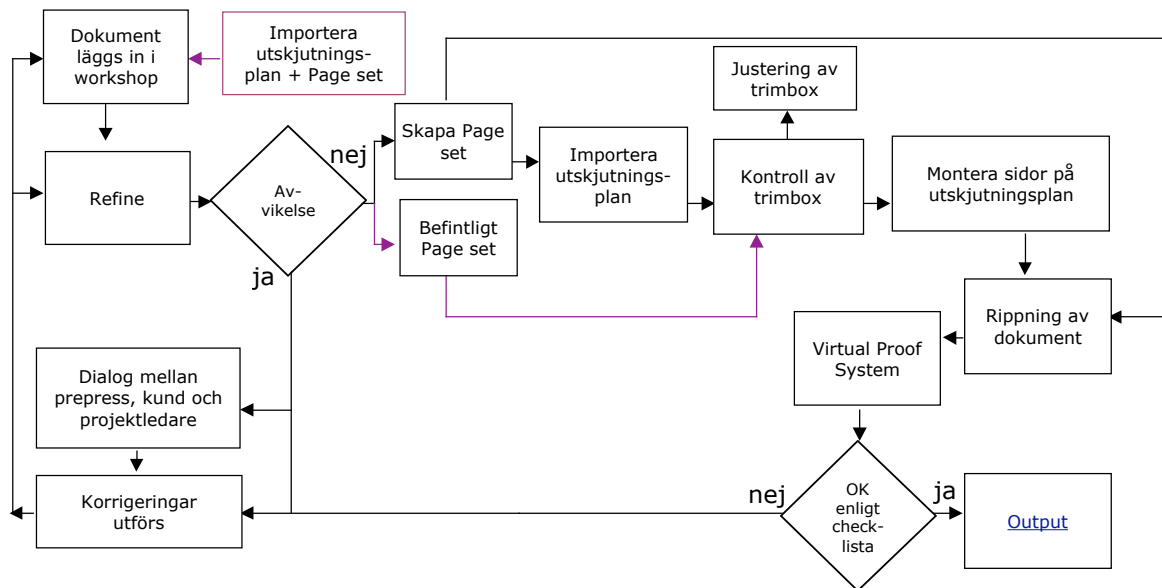 Dokument
läggs in i
workshop
Importera
utskjutnings-
plan + Page set
Refine
Av-
vikelse
nej
ja
Skapa Page
set
Befintligt
Page set
Importera
utskjutnings-
plan
Justering av
trimbox
Kontroll av
trimbox
Montera sidor på
utskjutningsplan
Rippning av
dokument
Virtual Proof
System
Dialog mellan
prepress, kund och
projektledare
Korrigeringar
utförs
nej
OK
enligt
check-
lista
ja
Output